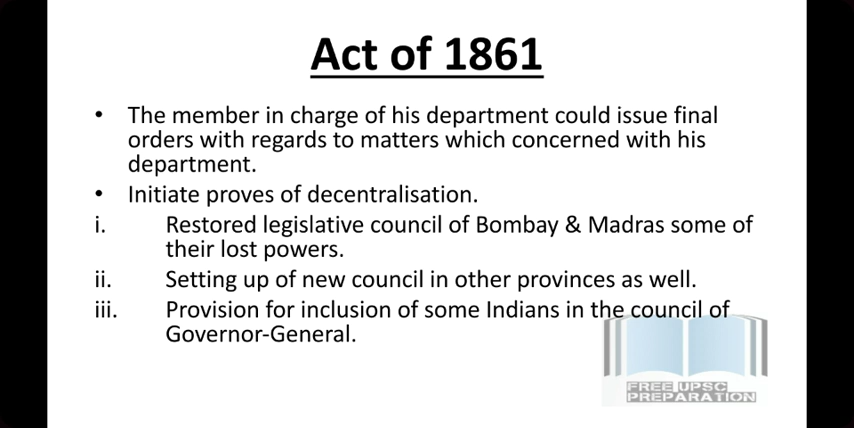 Act of 1861
• The member in charge of his department could issue final
orders with regards to matters which concerned with his
department.
• Initiate proves of decentralisation.
i. Restored legislative council of Bombay & Madras some of
their lost powers.
ii. Setting up of new council in other provinces as well.
iii. Provision for inclusion of some Indians in the council of
Governor-General.
FREE UPSC
PREPARATION